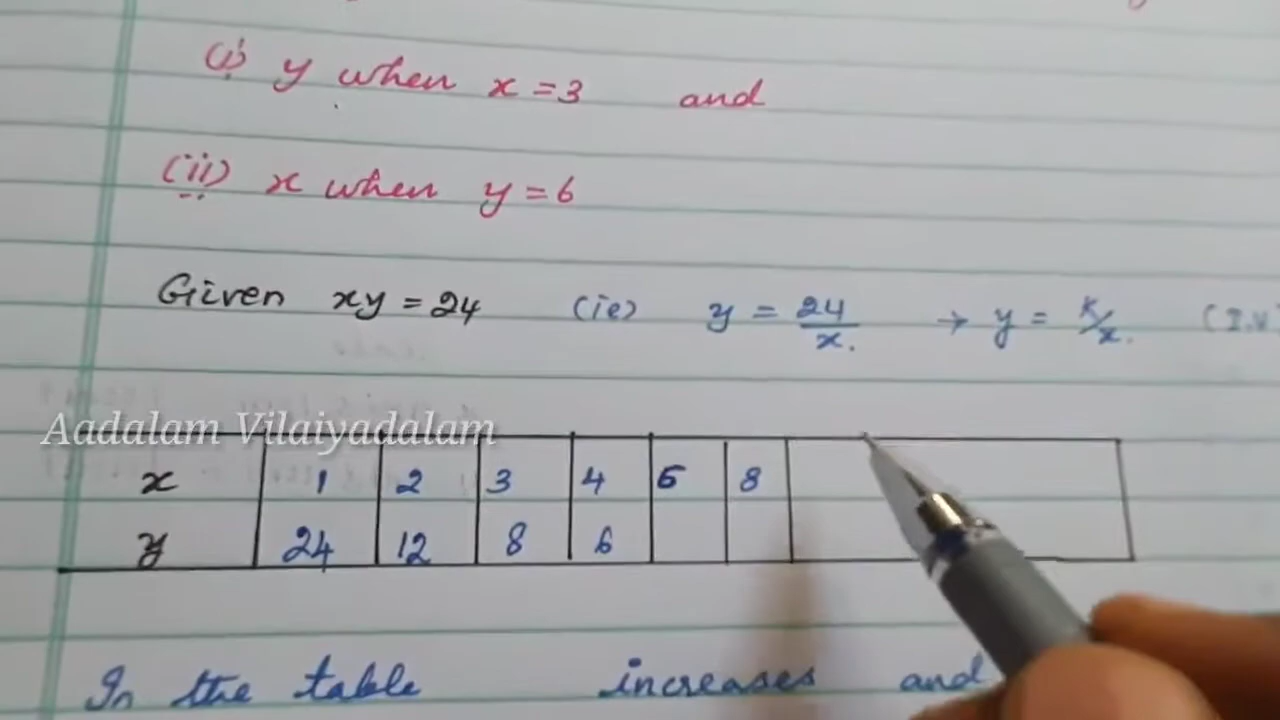 (i) y when x = 3 and
(ii) x when y = 6
Given xy = 24 (ie) y = 24/x. → y = k/x. (I.V
Aadalam Vilaiyadalam
x 1 2 3 4 6 8
y 24 12 8 6
In the table increases and